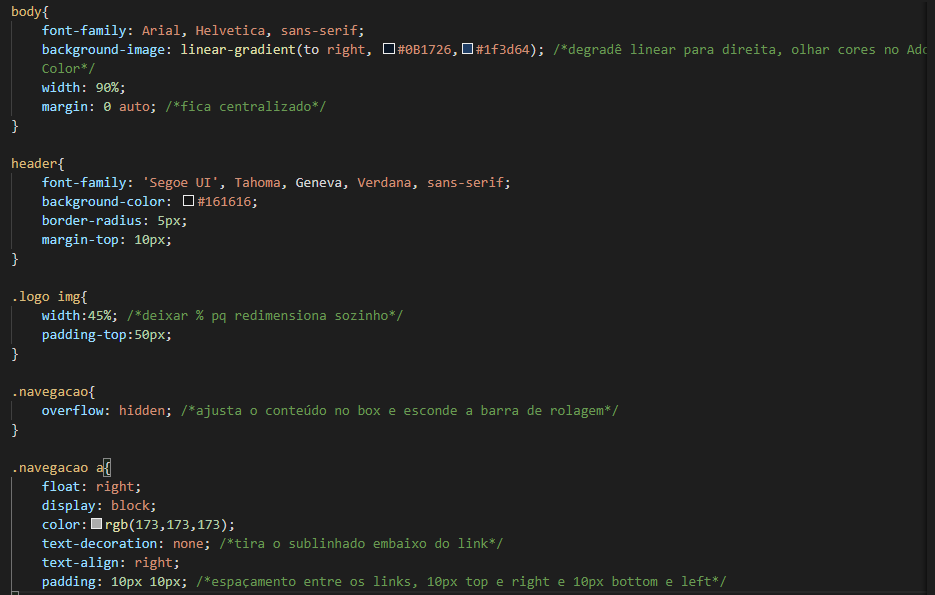 body{
font-family: Arial, Helvetica, sans-serif;
background-image: linear-gradient(to right, #0B1726,#1f3d64); /*degradê linear para direita, olhar cores no Ado
Color*/
width: 90%;
margin: 0 auto; /*fica centralizado*/
}
header{
font-family: 'Segoe UI', Tahoma, Geneva, Verdana, sans-serif;
background-color: #161616;
border-radius: 5px;
margin-top: 10px;
}
.logo img{
width:45%; /*deixar % pq redimensiona sozinho*/
padding-top:50px;
}
.navegacao{
overflow: hidden; /*ajusta o conteúdo no box e esconde a barra de rolagem*/
}
.navegacao a{
float: right;
display: block;
color:rgb(173,173,173);
text-decoration: none; /*tira o sublinhado embaixo do link*/
text-align: right;
padding: 10px 10px; /*espaçamento entre os links, 10px top e right e 10px bottom e left*/